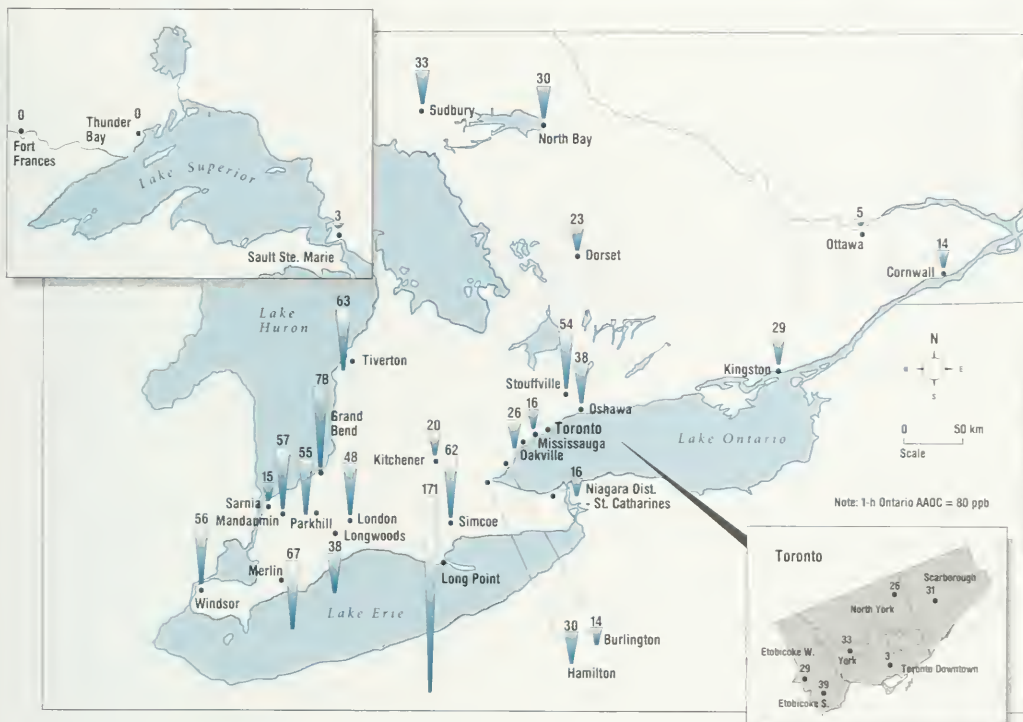 0
Fort
Frances
Thunder
Bay
0
Lake Superior
3
Sault Ste. Marie
33
Sudbury
30
North Bay
23
Dorset
5
Ottawa
14
Cornwall
Lake
Huron
63
Tiverton
78
Grand
Bend
54
Stouffville
38
Oshawa
29
Kingston
N
E
S
0 50 km
Scale
26
16
Toronto
Mississauga
Oakville
Lake Ontario
20
Kitchener
62
Simcoe
171
Long Point
16
Niagara Dist.
- St. Catharines
Note: 1-h Ontario AAQC = 80 ppb
57
55
48
15
Sarnia
Mandaumin
Parkhill
London
Longwoods
56
Windsor
Merlin
67
38
Lake Erie
30
Hamilton
14
Burlington
Toronto
26
North York
Scarborough
31
Etobicoke W.
29
33
York
3
Toronto Downtown
39
Etobicoke S.